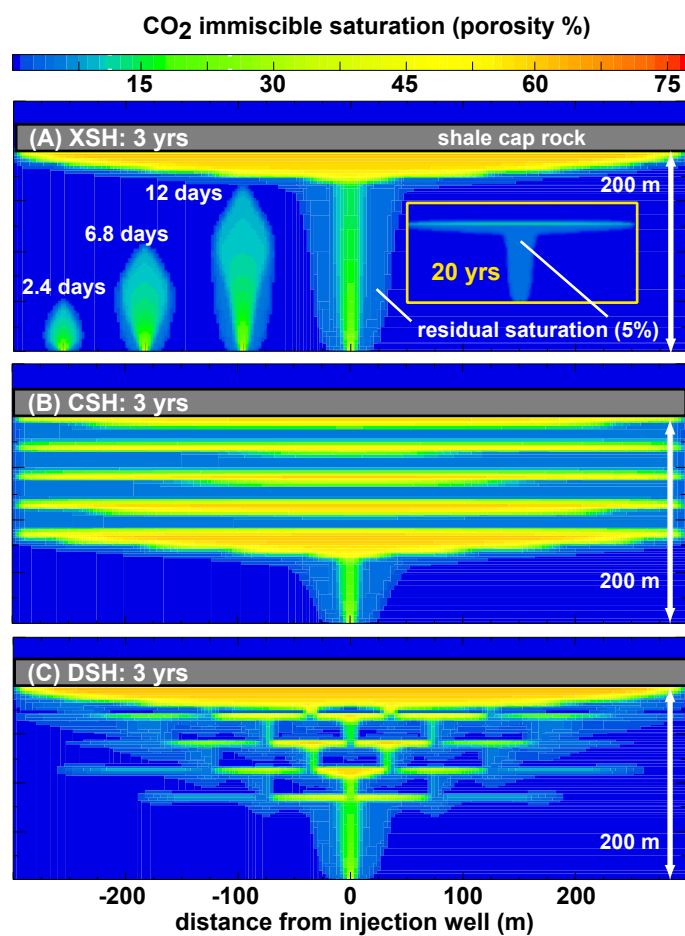 CO2 immiscible saturation (porosity %)
15 30 45 60 75
(A) XSH: 3 yrs
shale cap rock
200 m
12 days
6.8 days
2.4 days
20 yrs
residual saturation (5%)
(B) CSH: 3 yrs
200 m
(C) DSH: 3 yrs
200 m
-200 -100 0 100 200
distance from injection well (m)